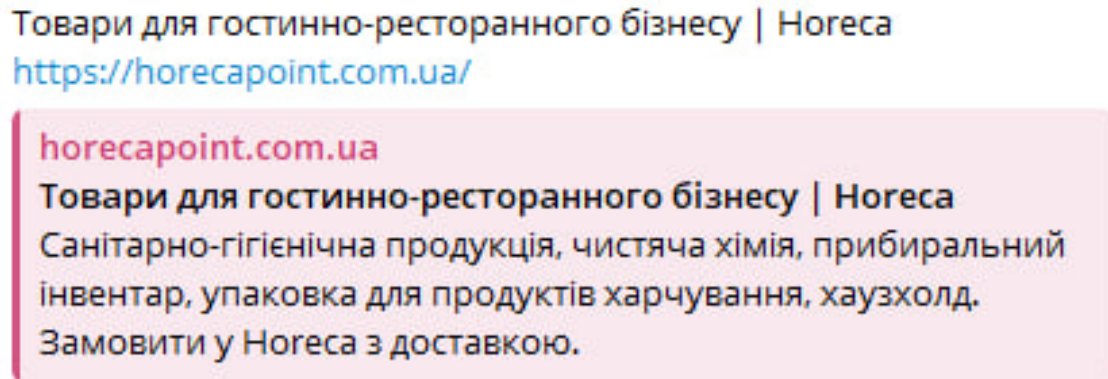 Товари для гостинно-ресторанного бізнесу | Horeca
https://horecapoint.com.ua/
horecapoint.com.ua
Товари для гостинно-ресторанного бізнесу | Horeca
Санітарно-гігієнічна продукція, чистяча хімія, прибиральний
інвентар, упаковка для продуктів харчування, хаузхолд.
Замовити у Horeca з доставкою.